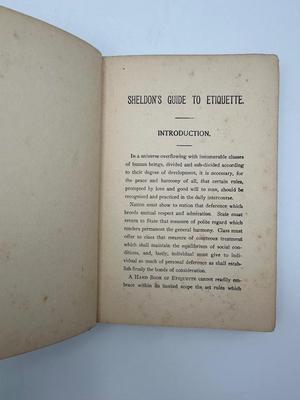 SHELDON'S GUIDE TO ETIQUETTE.
INTRODUCTION.
In a universe overflowing with innumerable classes
of human beings, divided and sub-divided according
to their degree of development, it is necessary, for
the peace and harmony of all, that certain rules,
prompted by love and good will to man, should be
recognized and practiced in the daily intercourse.
Nation must show to nation that deference which
breeds mutual respect and admiration. State must
return to State that measure of polite regard which
renders permanent the general harmony. Class must
offer to class that measure of courteous treatment
which shall maintain the equilibrium of social con-
ditions, and, lastly, individual must give to indi-
vidual so much of personal deference as shall estab-
lish firmly the bonds of consideration.
A HAND BOOK OF ETIQUETTE cannot readily em-
brace within its limited scope the set rules which